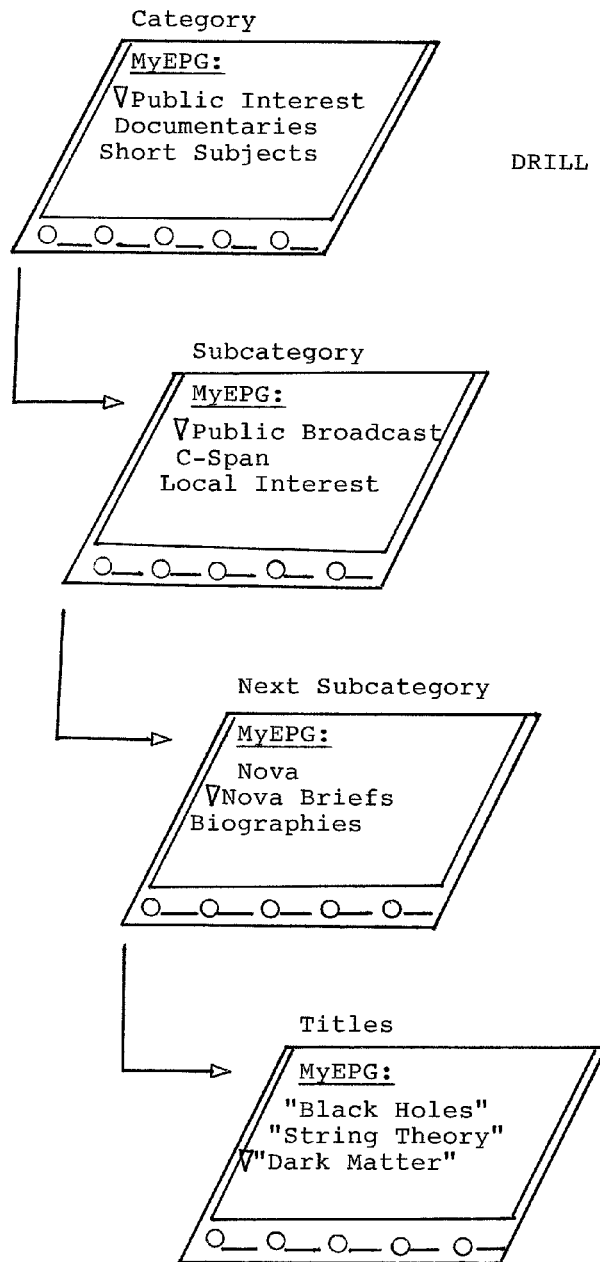 Category
MyEPG:
∇Public Interest
Documentaries
Short Subjects
DRILL
Subcategory
MyEPG:
∇Public Broadcast
C-Span
Local Interest
Next Subcategory
MyEPG:
Nova
∇Nova Briefs
Biographies
Titles
MyEPG:
"Black Holes"
"String Theory"
∇"Dark Matter"